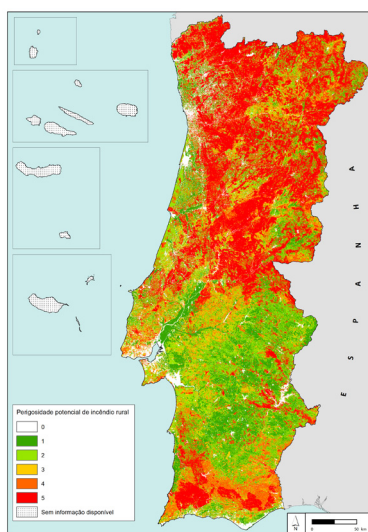 E S P A N H A
Perigosidade potencial de incêndio rural
0
1
2
3
4
5
Sem informação disponível
N
0
50 km